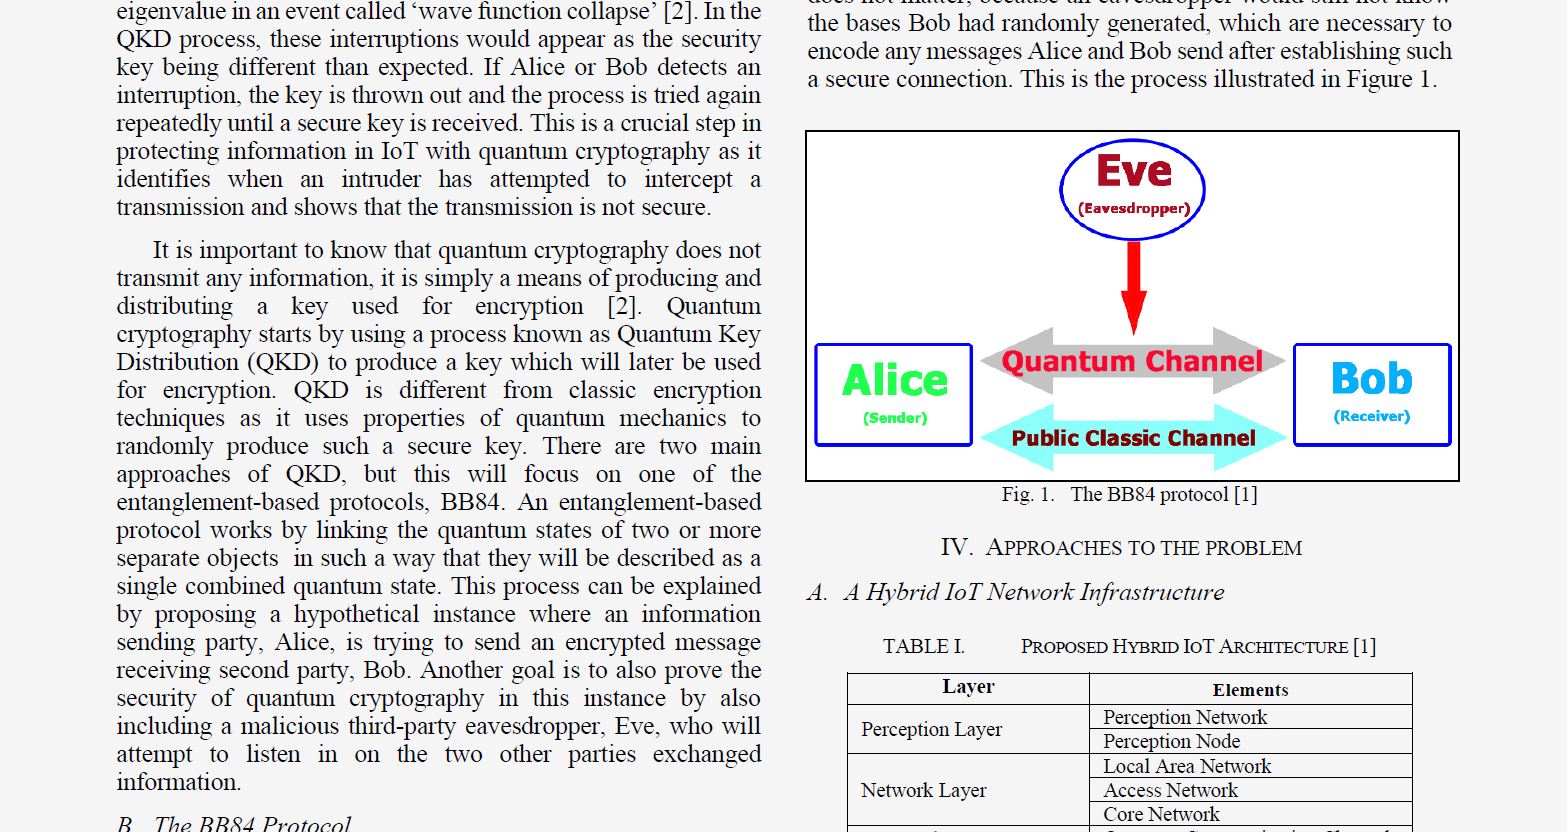 eigenvalue in an event called ‘wave function collapse’ [2]. In the
QKD process, these interruptions would appear as the security
key being different than expected. If Alice or Bob detects an
interruption, the key is thrown out and the process is tried again
repeatedly until a secure key is received. This is a crucial step in
protecting information in IoT with quantum cryptography as it
identifies when an intruder has attempted to intercept a
transmission and shows that the transmission is not secure.
It is important to know that quantum cryptography does not
transmit any information, it is simply a means of producing and
distributing a key used for encryption [2]. Quantum
cryptography starts by using a process known as Quantum Key
Distribution (QKD) to produce a key which will later be used
for encryption. QKD is different from classic encryption
techniques as it uses properties of quantum mechanics to
randomly produce such a secure key. There are two main
approaches of QKD, but this will focus on one of the
entanglement-based protocols, BB84. An entanglement-based
protocol works by linking the quantum states of two or more
separate objects in such a way that they will be described as a
single combined quantum state. This process can be explained
by proposing a hypothetical instance where an information
sending party, Alice, is trying to send an encrypted message
receiving second party, Bob. Another goal is to also prove the
security of quantum cryptography in this instance by also
including a malicious third-party eavesdropper, Eve, who will
attempt to listen in on the two other parties exchanged
information.
B. The BB84 Protocol
does not matter, because an eavesdropper would still not know
the bases Bob had randomly generated, which are necessary to
encode any messages Alice and Bob send after establishing such
a secure connection. This is the process illustrated in Figure 1.
Eve
(Eavesdropper)
Quantum Channel
Alice
(Sender)
Bob
(Receiver)
Public Classic Channel
Fig. 1. The BB84 protocol [1]
IV. APPROACHES TO THE PROBLEM
A. A Hybrid IoT Network Infrastructure
TABLE I. PROPOSED HYBRID IOT ARCHITECTURE [1]
Layer Elements
Perception Layer
Perception Network
Perception Node
Network Layer
Local Area Network
Access Network
Core Network